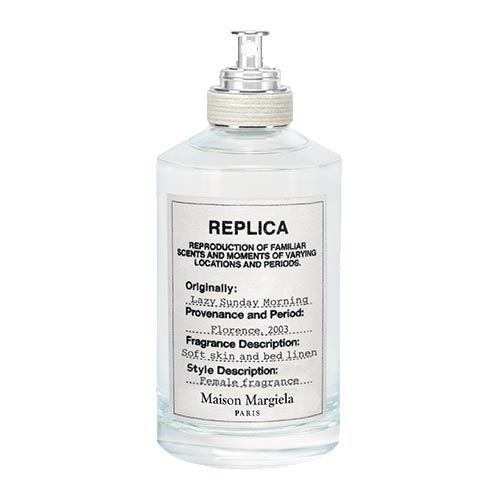 REPLICA
REPRODUCTION OF FAMILIAR
SCENTS AND MOMENTS OF VARYING
LOCATIONS AND PERIODS.
Originally:
Lazy Sunday Morning
Provenance and Period:
Florence, 2003
Fragrance Description:
Soft skin and bed linen
Style Description:
Female fragrance
Maison Margiela
PARIS